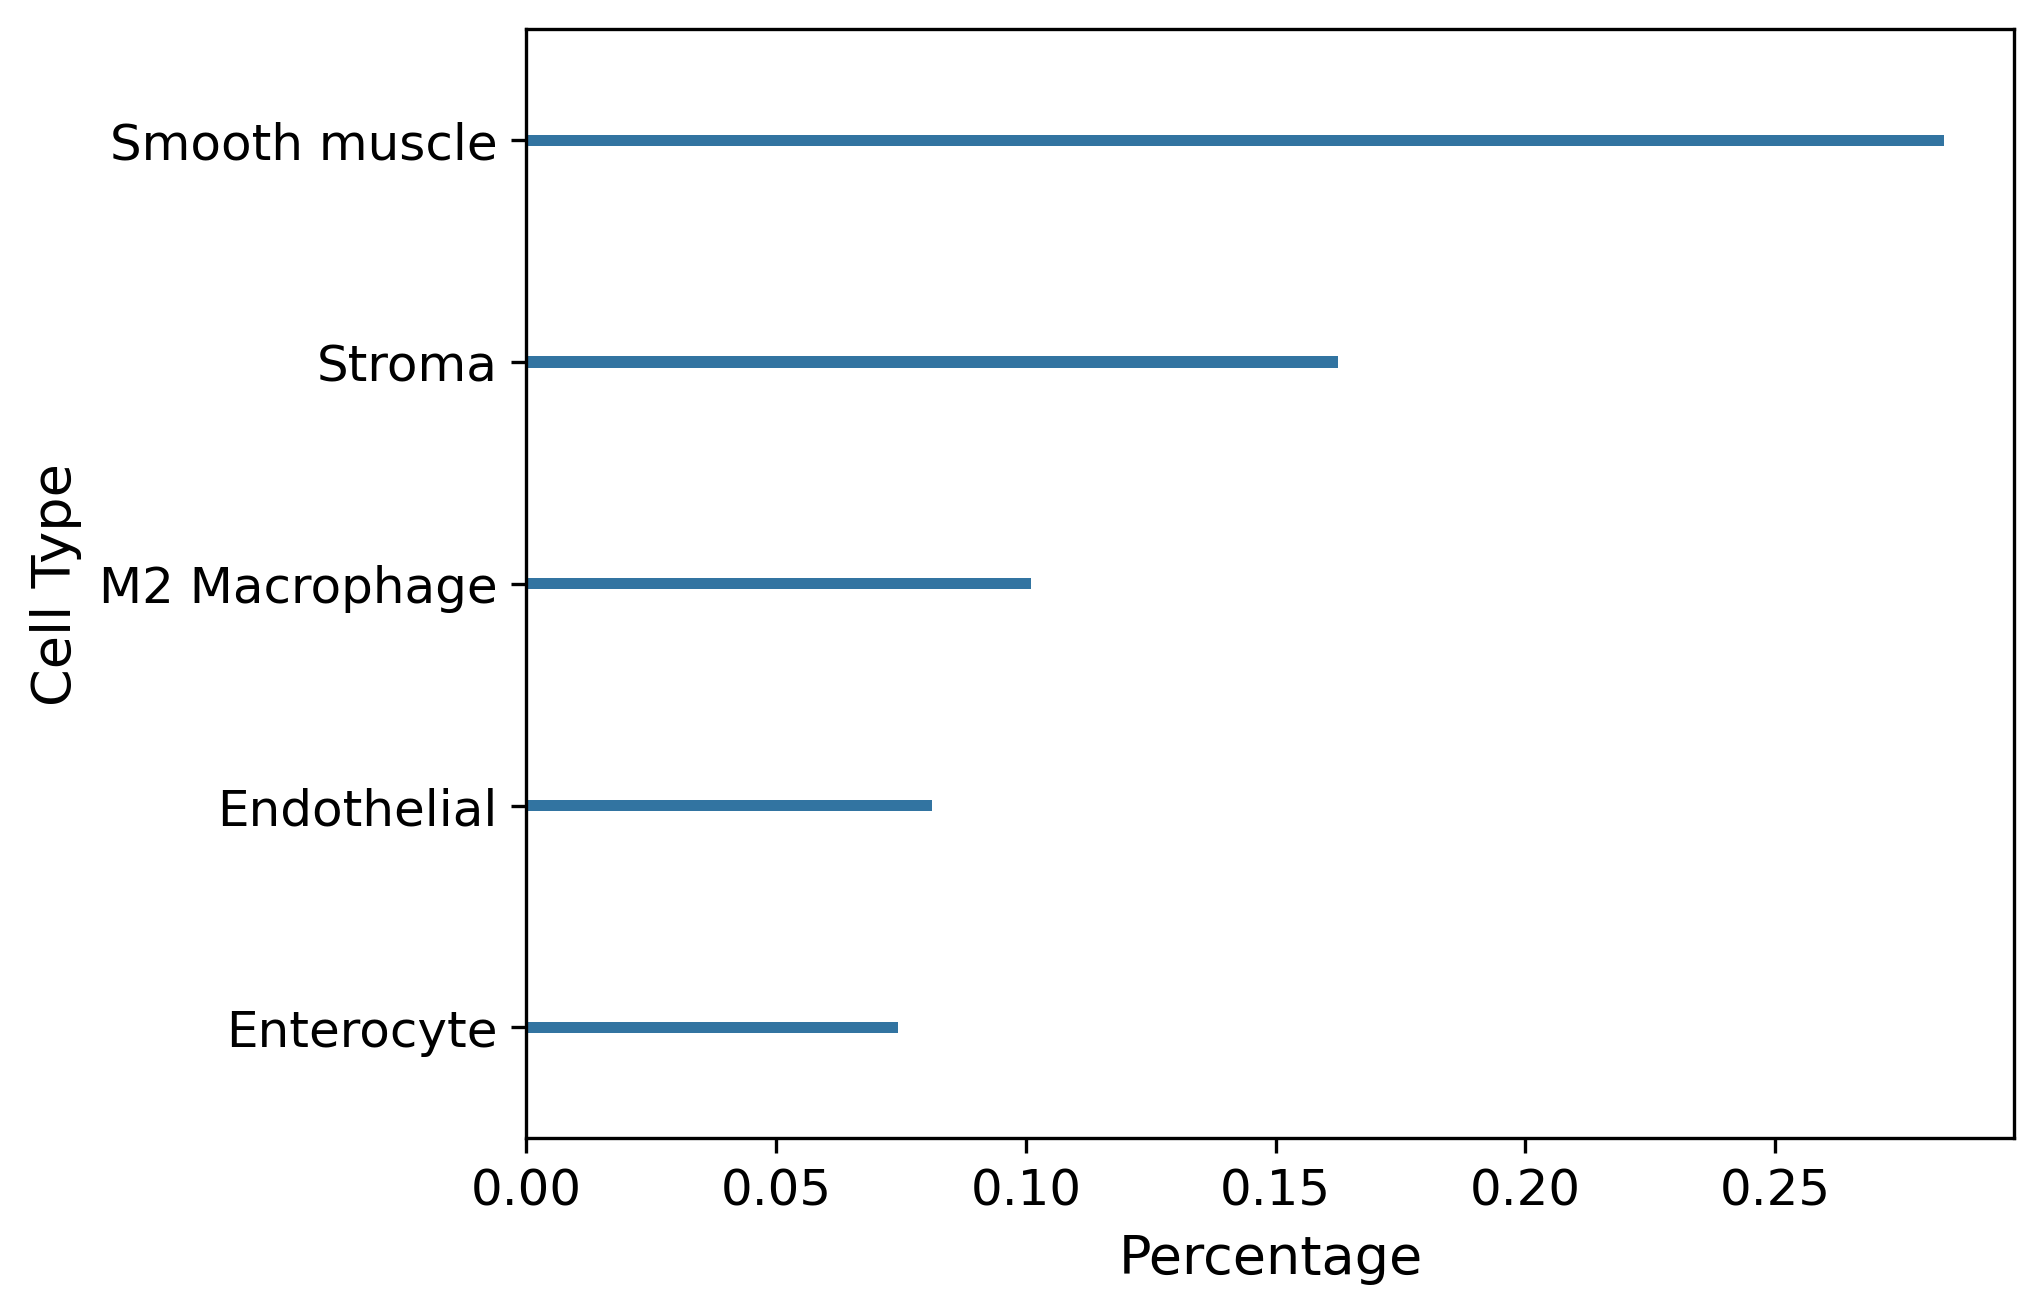 Cell Type
Smooth muscle
Stroma
M2 Macrophage
Endothelial
Enterocyte
0.00 0.05 0.10 0.15 0.20 0.25
Percentage